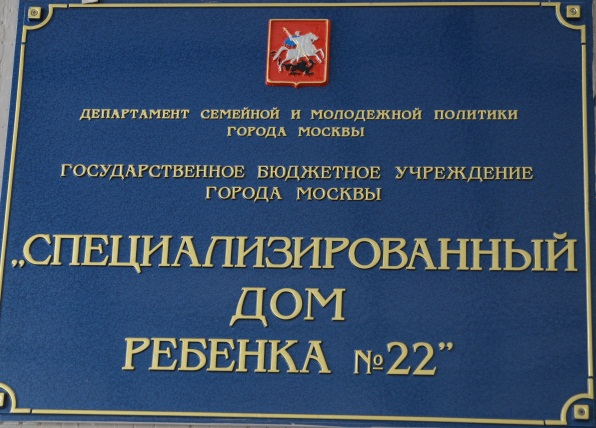 ДЕПАРТАМЕНТ СЕМЕЙНОЙ И МОЛОДЕЖНОЙ ПОЛИТИКИ
ГОРОДА МОСКВЫ
ГОСУДАРСТВЕННОЕ БЮДЖЕТНОЕ УЧРЕЖДЕНИЕ
ГОРОДА МОСКВЫ
„СПЕЦИАЛИЗИРОВАННЫЙ
ДОМ
РЕБЕНКА №22”